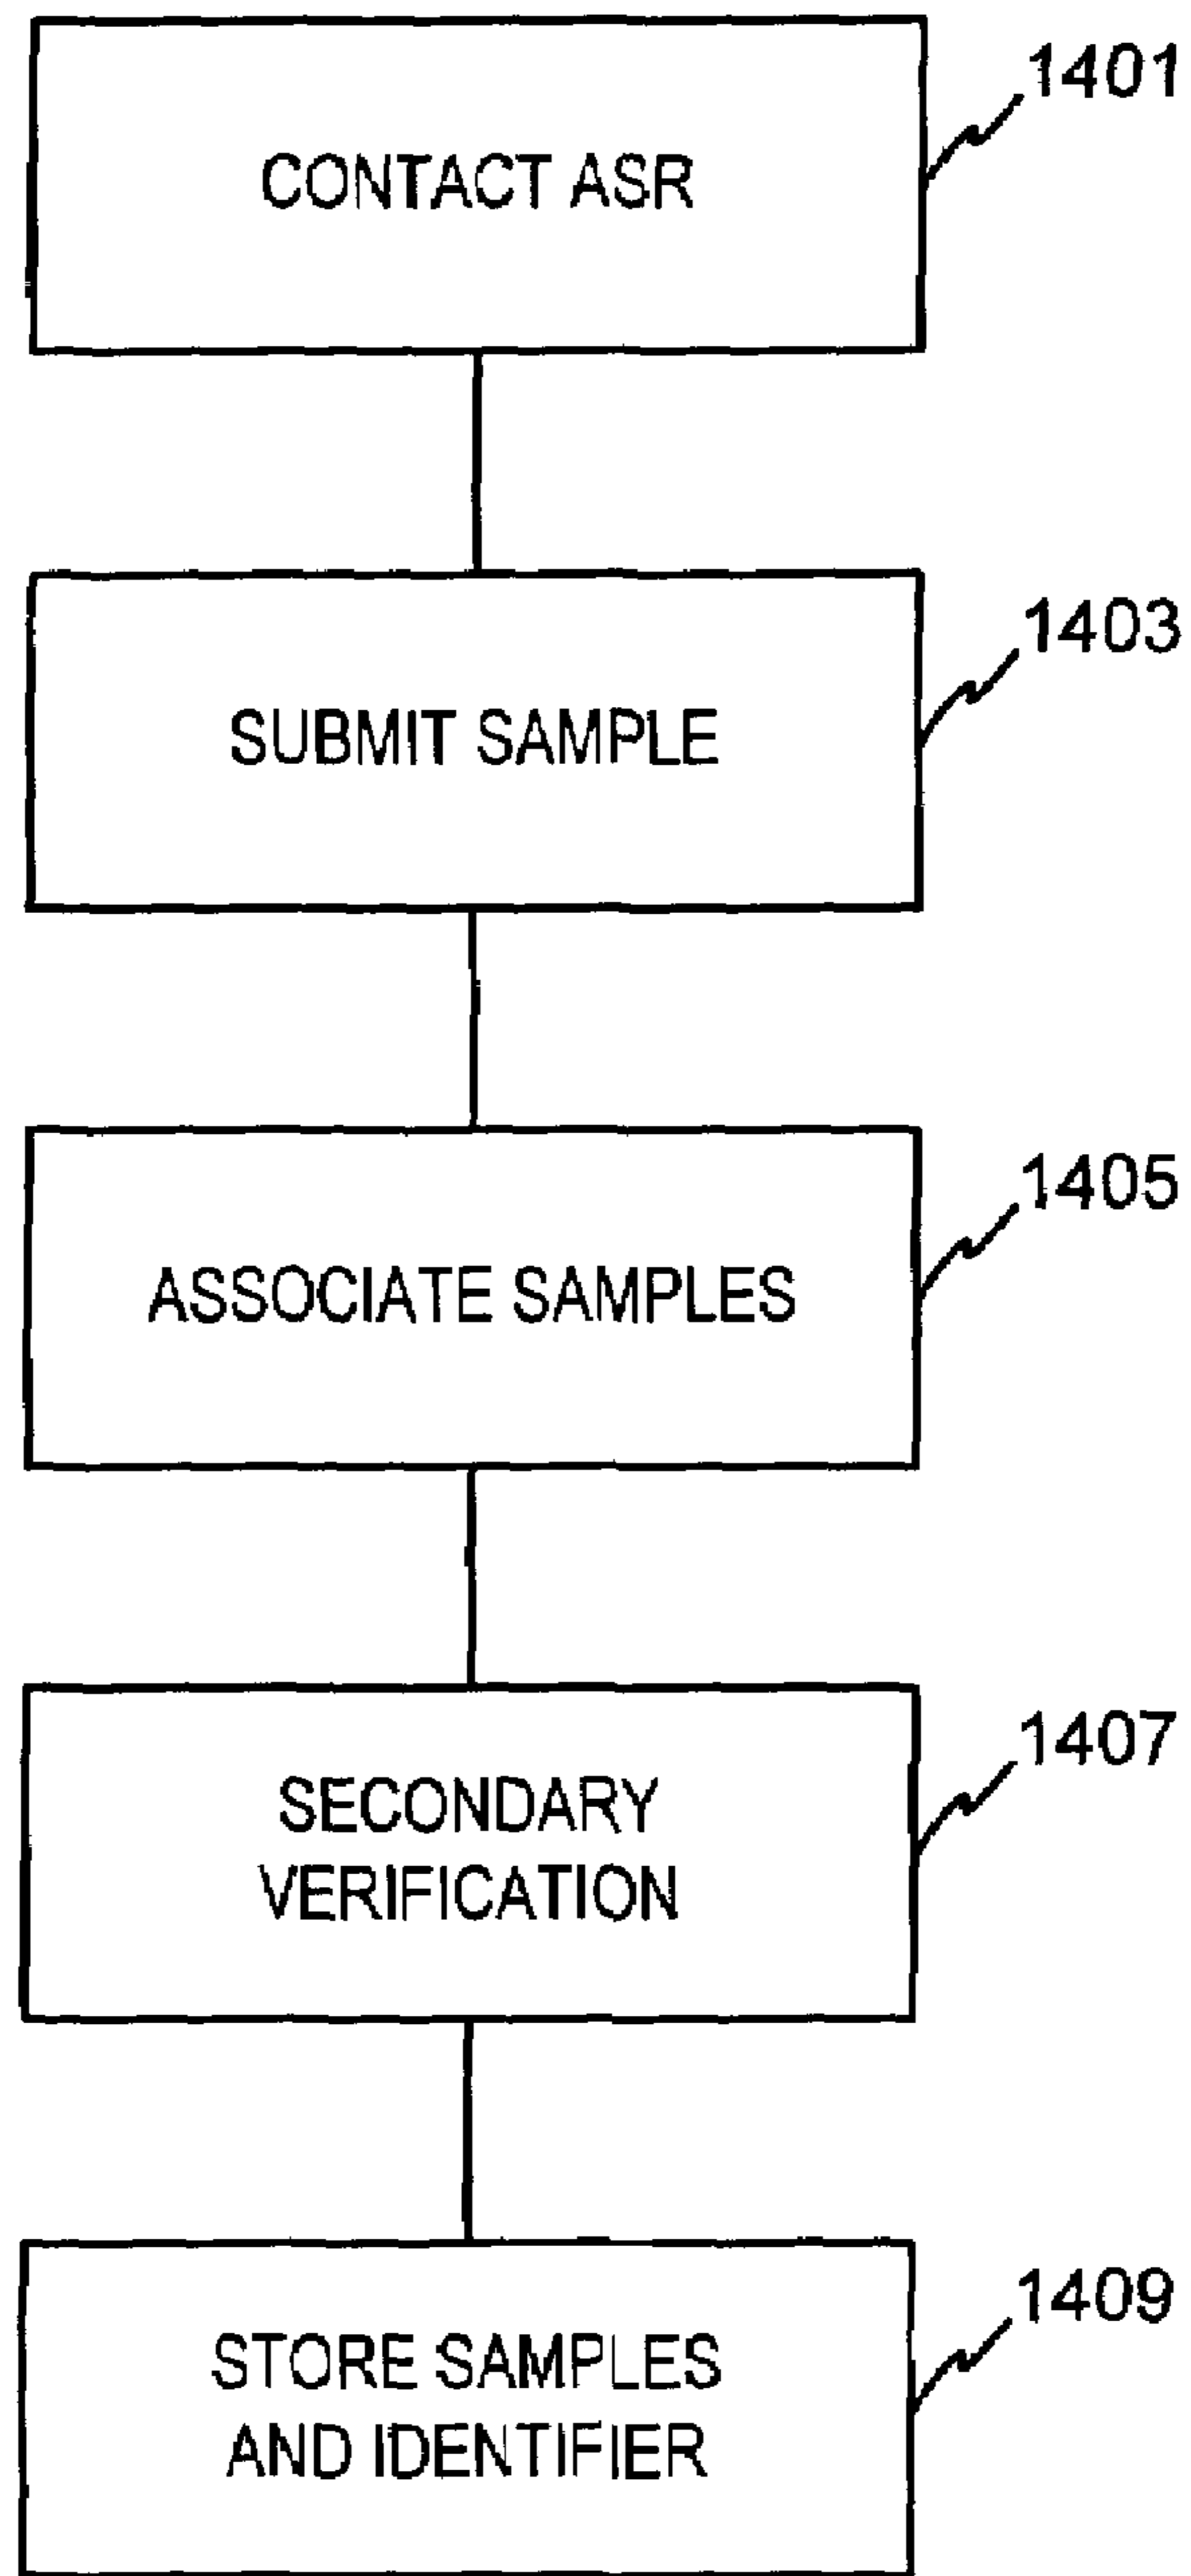 1401
CONTACT ASR
1403
SUBMIT SAMPLE
1405
ASSOCIATE SAMPLES
1407
SECONDARY
VERIFICATION
1409
STORE SAMPLES
AND IDENTIFIER